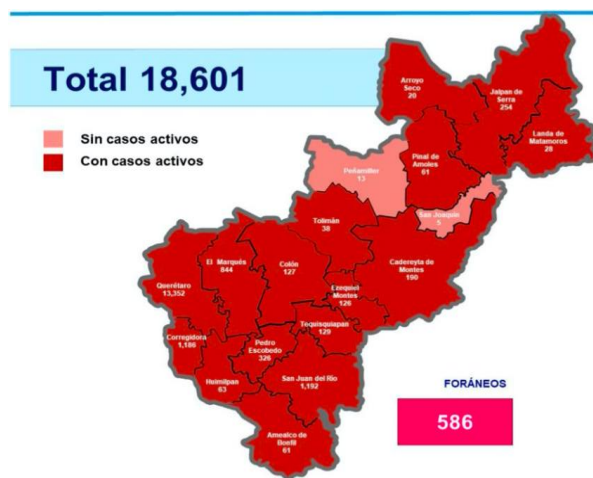 Total 18,601
Sin casos activos
Con casos activos
Arroyo
Seco
20
Jalpan de
Serra
254
Landa de
Matamoros
28
Pinal de
Amoles
61
Peñamiller
13
San Joaquín
5
Tolimán
38
Cadereyta de
Montes
190
El Marqués
844
Colón
127
Querétaro
13,352
Ezequiel
Montes
126
Tequisquiapan
129
Corregidora
1,186
Pedro
Escobedo
326
Huimilpan
63
San Juan del Río
1,192
Amealco de
Bonfil
61
FORÁNEOS
586